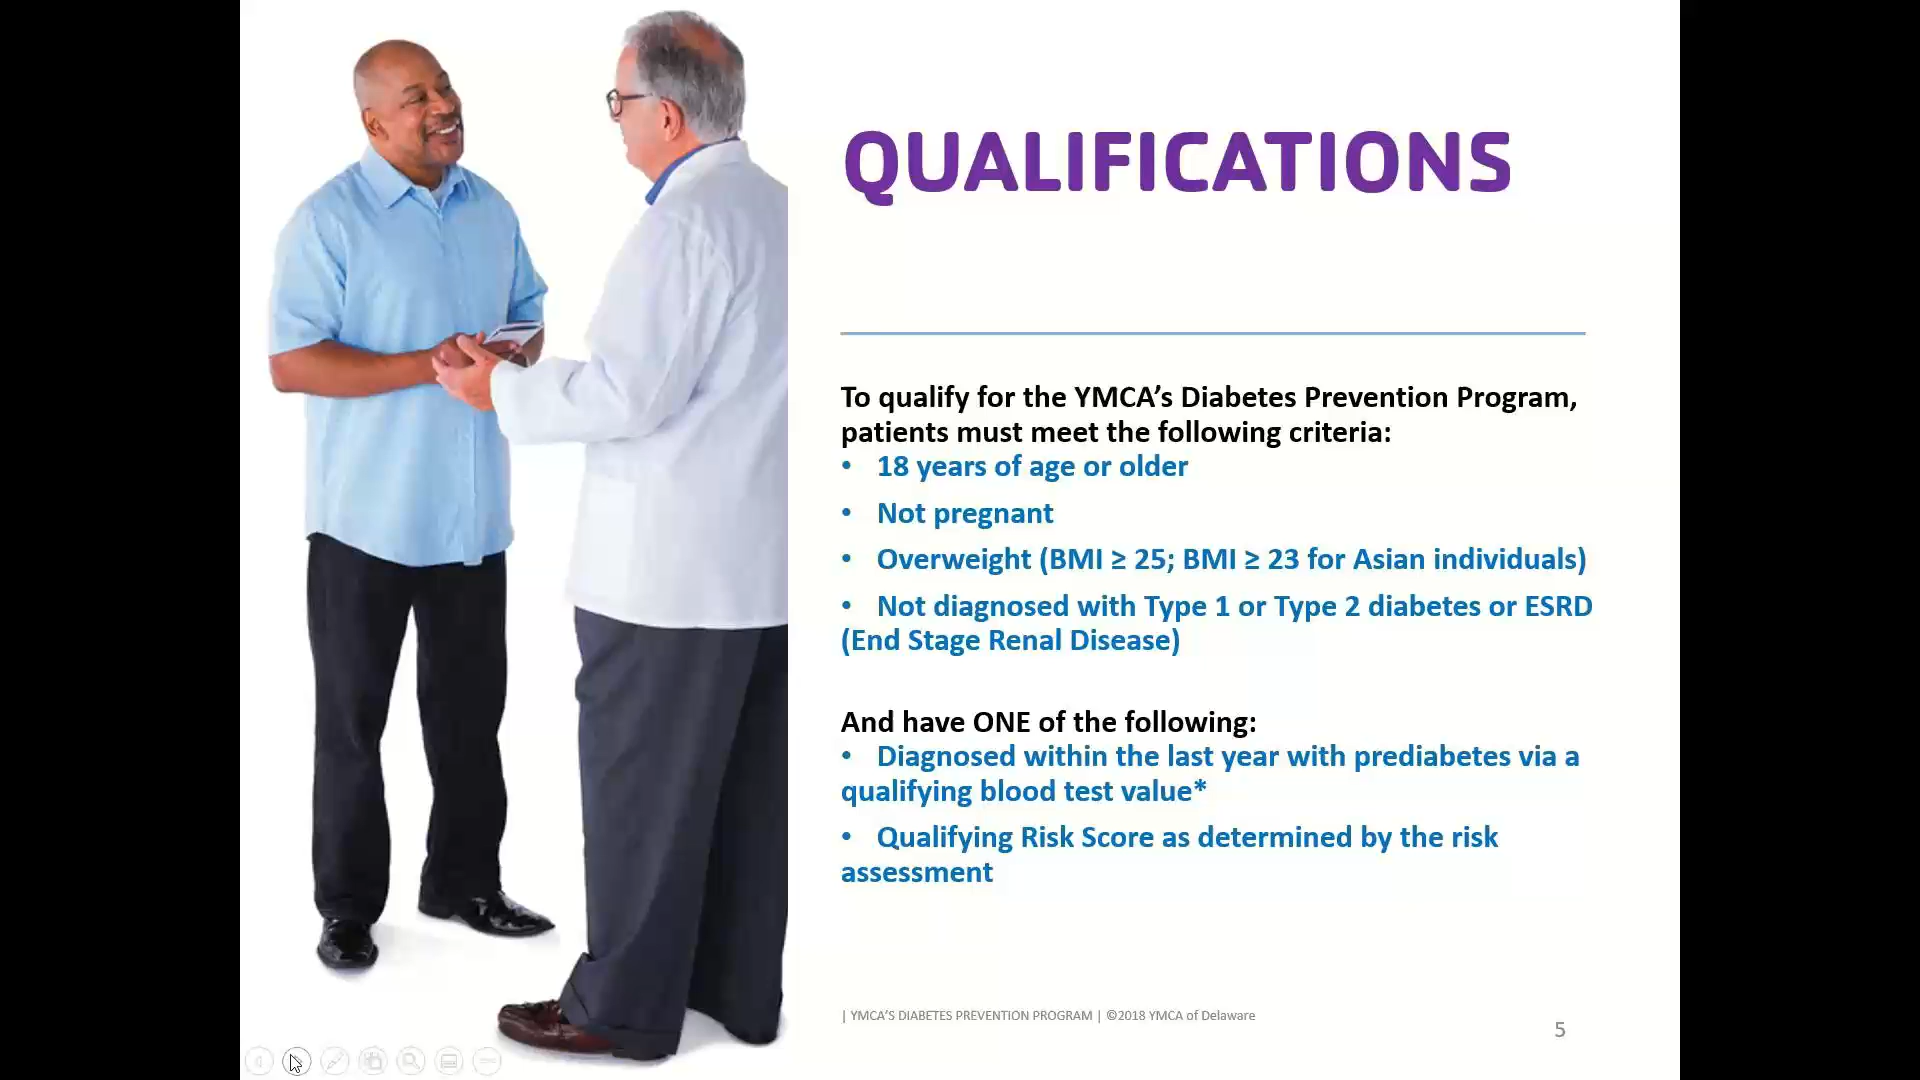 QUALIFICATIONS
To qualify for the YMCA’s Diabetes Prevention Program,
patients must meet the following criteria:
• 18 years of age or older
• Not pregnant
• Overweight (BMI ≥ 25; BMI ≥ 23 for Asian individuals)
• Not diagnosed with Type 1 or Type 2 diabetes or ESRD
(End Stage Renal Disease)
And have ONE of the following:
• Diagnosed within the last year with prediabetes via a
qualifying blood test value*
• Qualifying Risk Score as determined by the risk
assessment
| YMCA’S DIABETES PREVENTION PROGRAM | ©2018 YMCA of Delaware
5